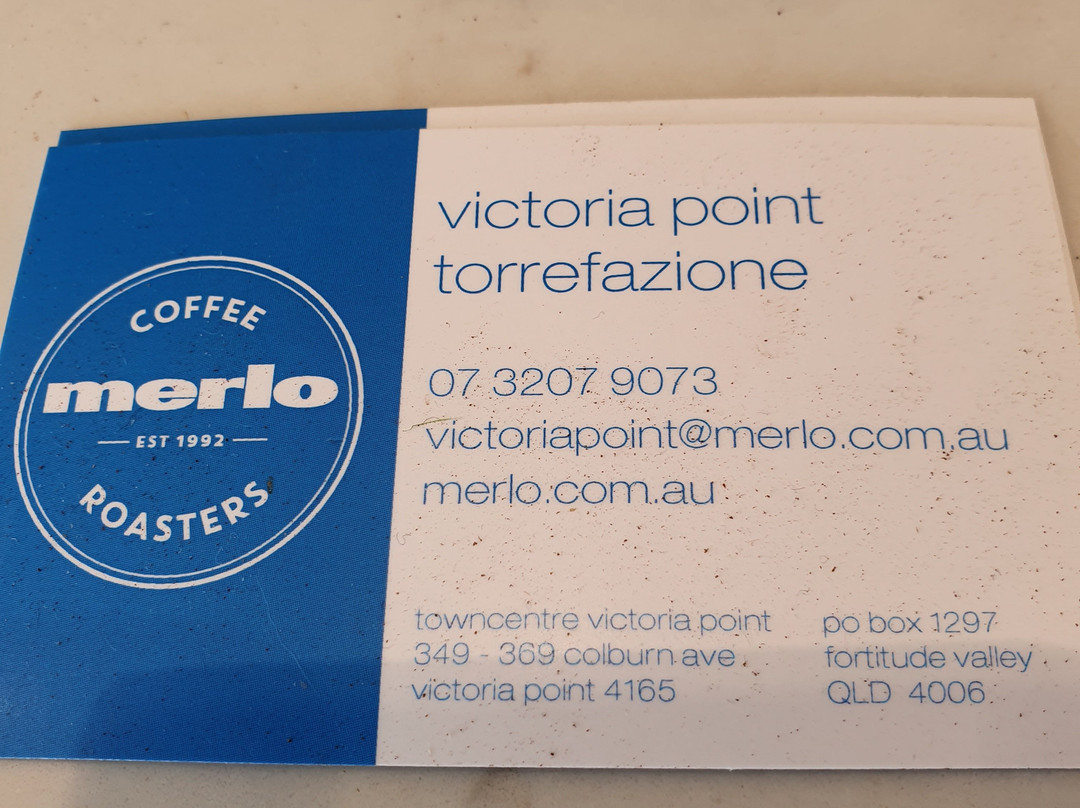 COFFEE
merlo
EST 1992
ROASTERS
victoria point
torrefazione
07 3207 9073
victoriapoint@merlo.com.au
merlo.com.au
towncentre victoria point
349 - 369 colburn ave
victoria point 4165
po box 1297
fortitude valley
QLD 4006